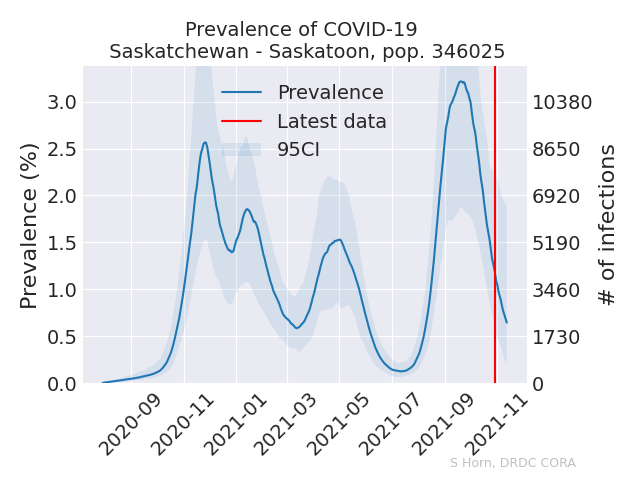 Prevalence of COVID-19
Saskatchewan - Saskatoon, pop. 346025
Prevalence
Latest data
95CI
Prevalence (%)
3.0
2.5
2.0
1.5
1.0
0.5
0.0
10380
8650
6920
5190
3460
1730
0
# of infections
2020-09
2020-11
2021-01
2021-03
2021-05
2021-07
2021-09
2021-11
S Horn, DRDC CORA